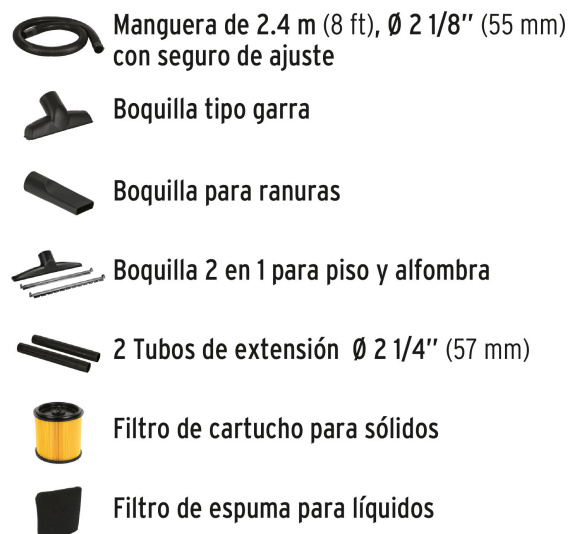 Manguera de 2.4 m (8 ft), Ø 2 1/8’’ (55 mm)
con seguro de ajuste
Boquilla tipo garra
Boquilla para ranuras
Boquilla 2 en 1 para piso y alfombra
2 Tubos de extensión Ø 2 1/4’’ (57 mm)
Filtro de cartucho para sólidos
Filtro de espuma para líquidos